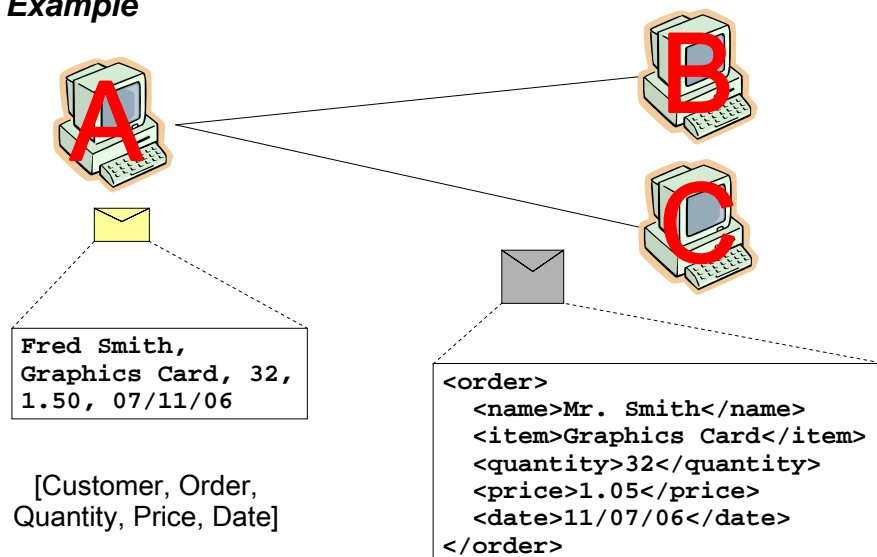 Example
A
B
C
Fred Smith,
Graphics Card, 32,
1.50, 07/11/06
[Customer, Order,
Quantity, Price, Date]
<order>
  <name>Mr. Smith</name>
  <item>Graphics Card</item>
  <quantity>32</quantity>
  <price>1.05</price>
  <date>11/07/06</date>
</order>